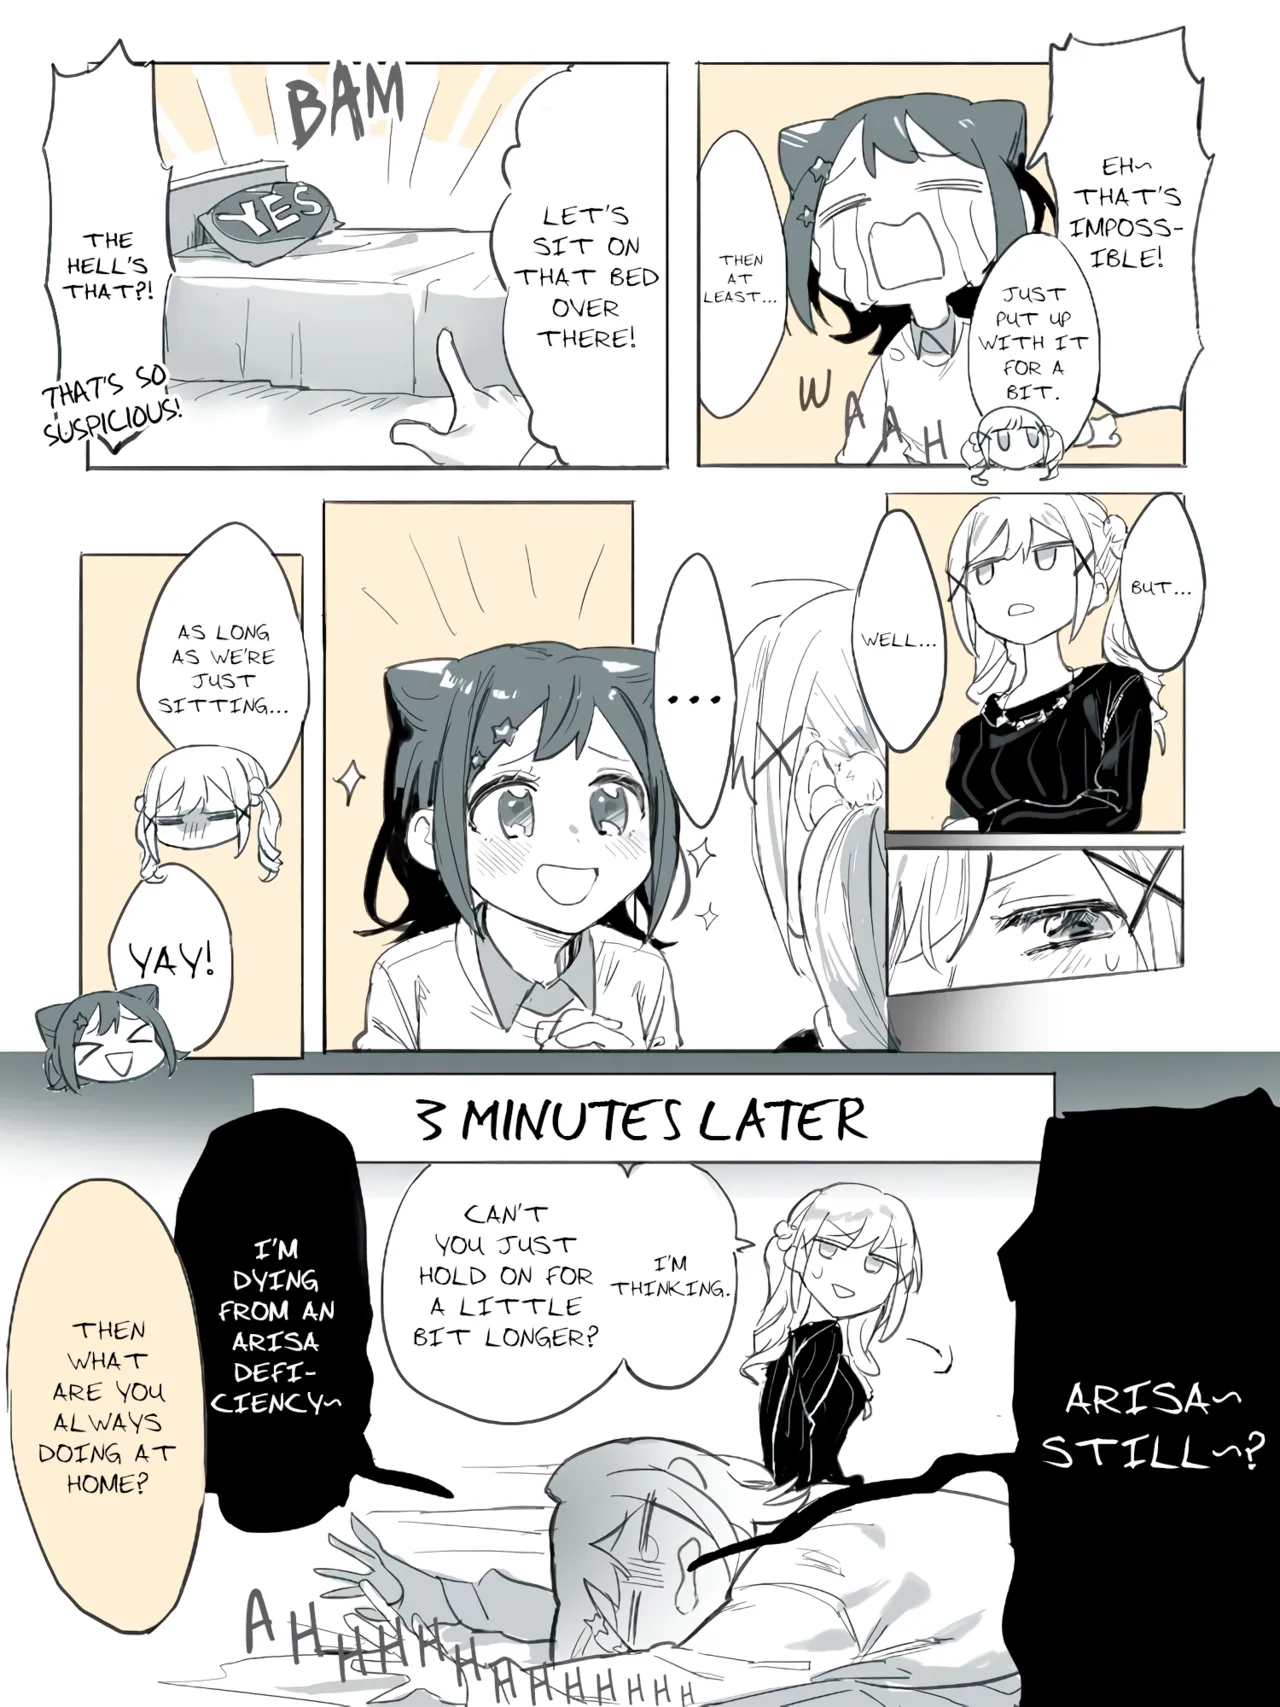 EH~
THAT'S
IMPOSS-
IBLE!
JUST
PUT UP
WITH IT
FOR A
BIT.
THEN
AT
LEAST...
WAAAH
LET'S
SIT ON
THAT BED
OVER
THERE!
BAM
YES
THE
HELL'S
THAT?!
THAT'S SO
SUSPICIOUS!
BUT...
WELL...
...
AS LONG
AS WE'RE
JUST
SITTING...
YAY!
3 MINUTES LATER
ARISA~
STILL~?
I'M
THINKING.
CAN'T
YOU JUST
HOLD ON FOR
A LITTLE
BIT LONGER?
I'M
DYING
FROM AN
ARISA
DEFI-
CIENCY~
THEN
WHAT
ARE YOU
ALWAYS
DOING AT
HOME?
AHHHHHHHHHHHHH